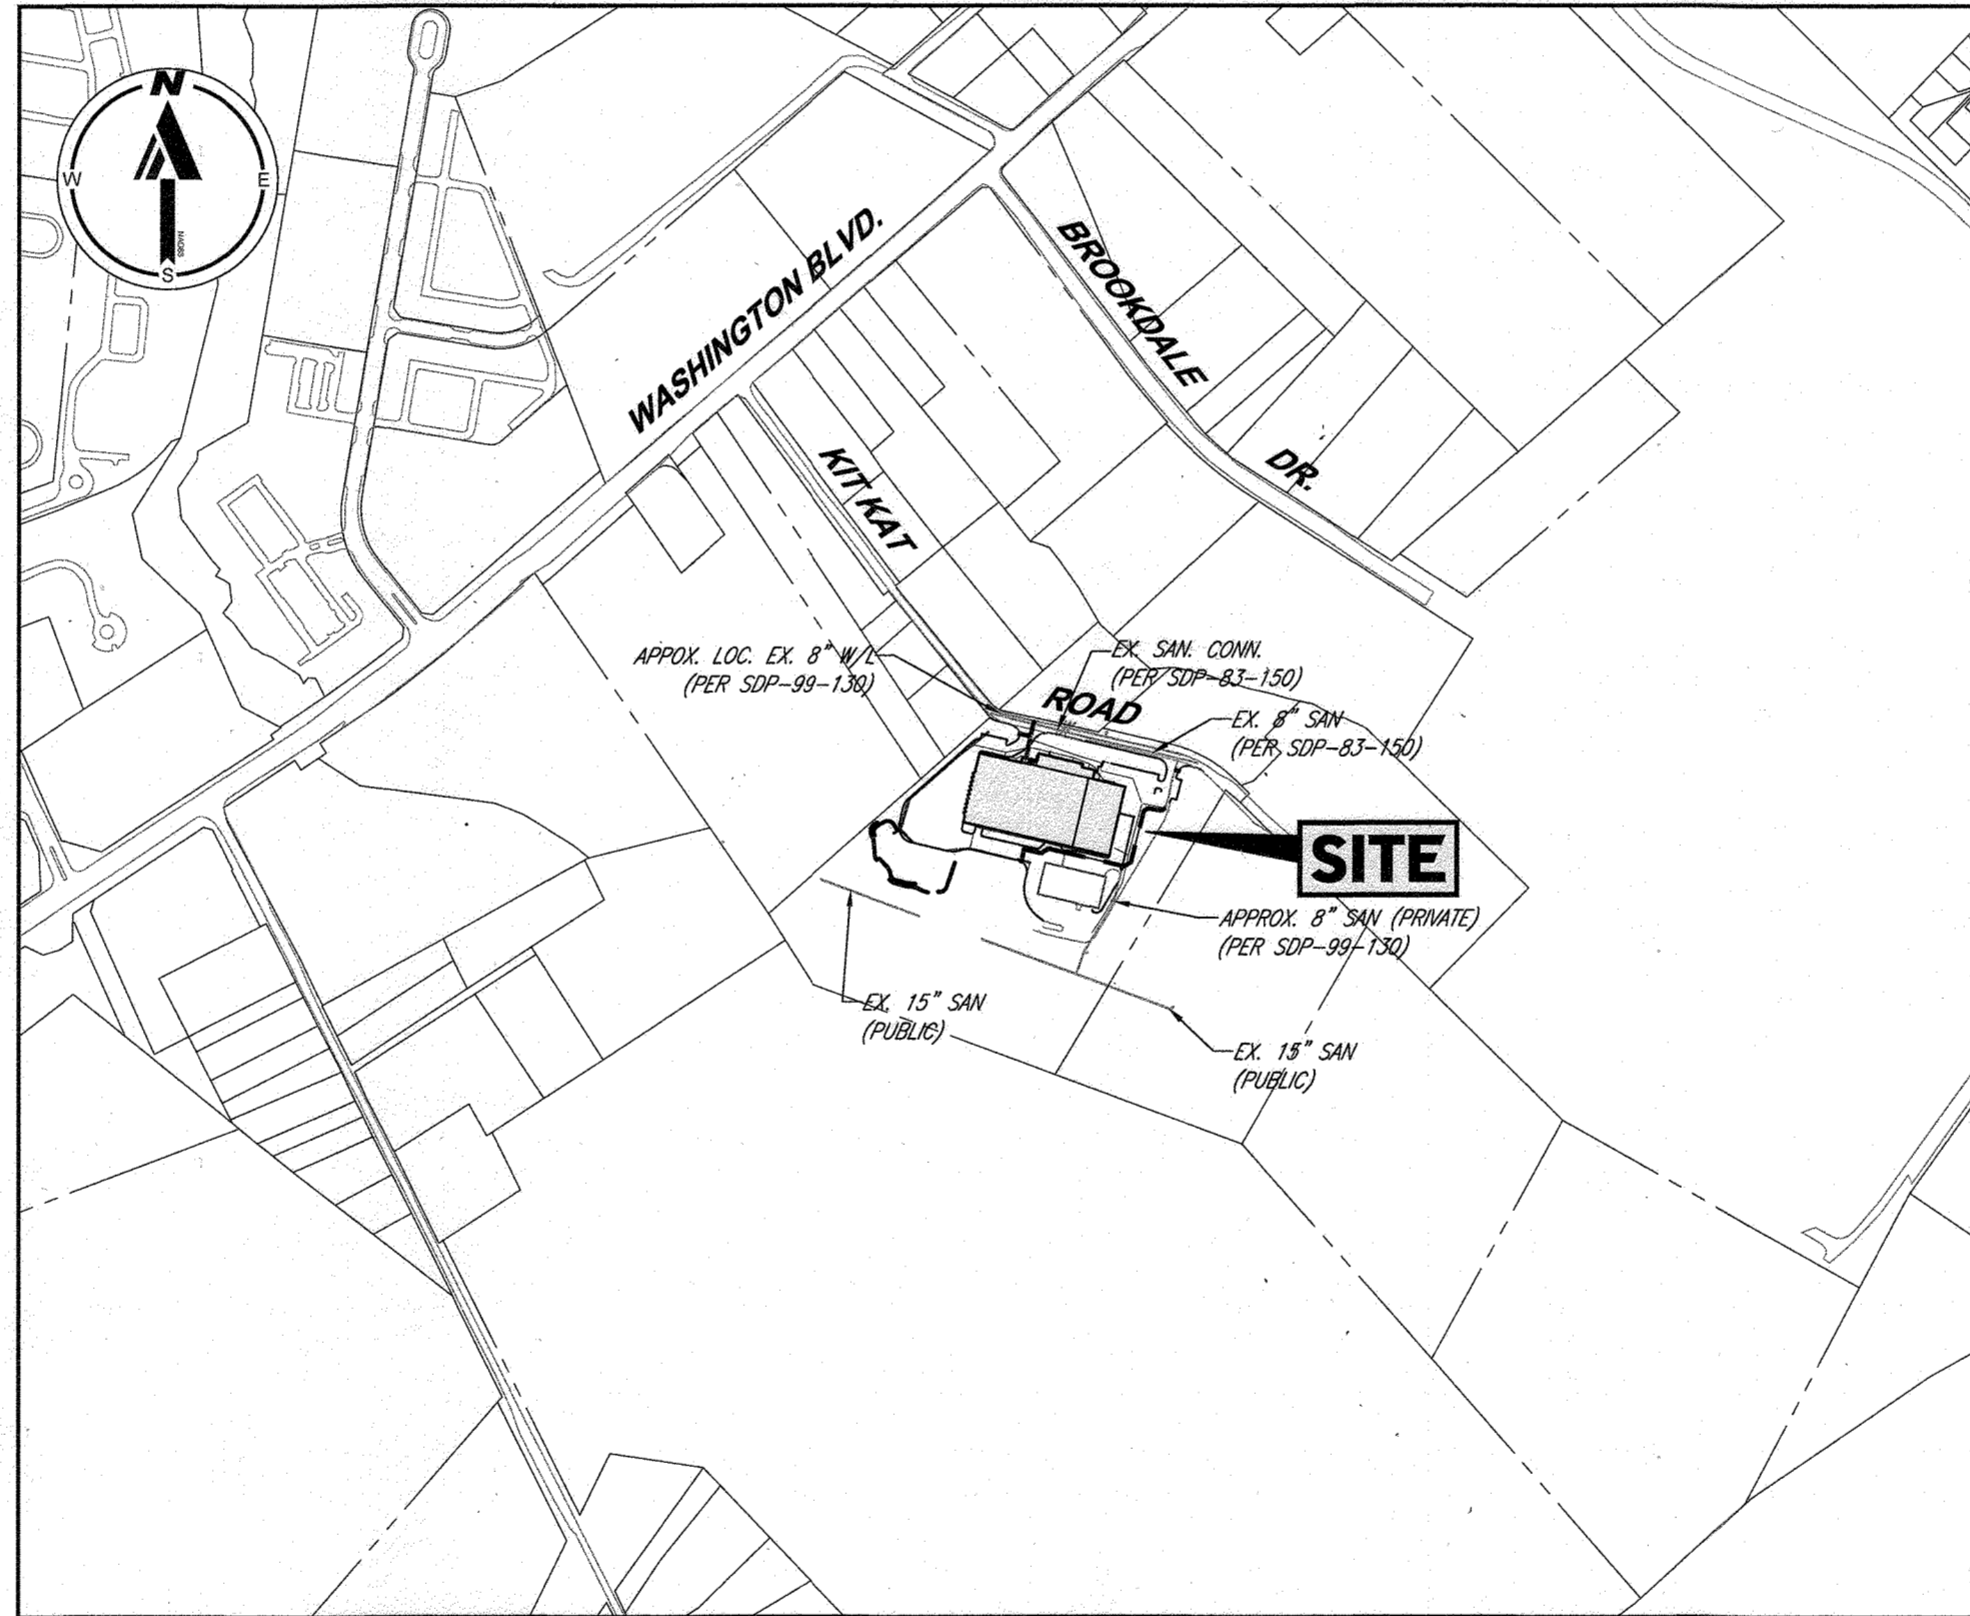 N
W
E
S
NAD83
WASHINGTON BLVD.
BROOKDALE
DR.
KIT KAT
ROAD
APPOX. LOC. EX. 8" W/L
(PER SDP-99-130)
EX. SAN. CONN.
(PER SDP-83-150)
EX. 8" SAN
(PER SDP-83-150)
SITE
APPROX. 8" SAN (PRIVATE)
(PER SDP-99-130)
EX. 15" SAN
(PUBLIC)
EX. 15" SAN
(PUBLIC)